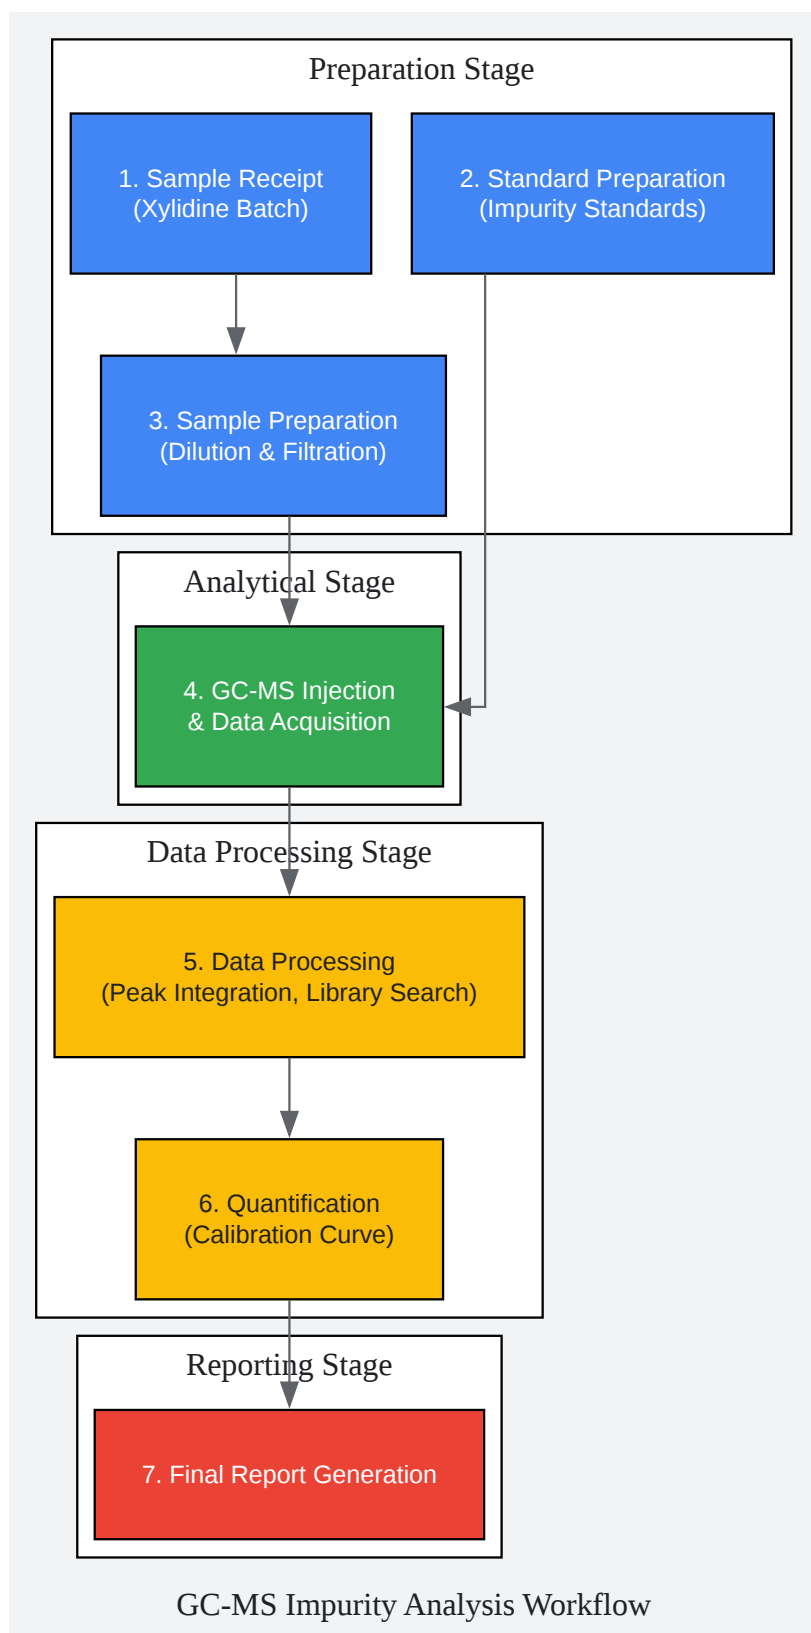 Preparation Stage
1. Sample Receipt
(Xylidine Batch)
2. Standard Preparation
(Impurity Standards)
3. Sample Preparation
(Dilution & Filtration)
Analytical Stage
4. GC-MS Injection
& Data Acquisition
Data Processing Stage
5. Data Processing
(Peak Integration, Library Search)
6. Quantification
(Calibration Curve)
Reporting Stage
7. Final Report Generation
GC-MS Impurity Analysis Workflow